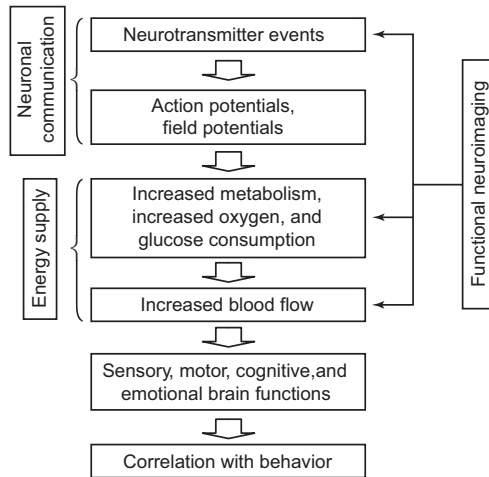 Neuronal
communication
Energy supply
Neurotransmitter events
Action potentials,
field potentials
Increased metabolism,
increased oxygen, and
glucose consumption
Increased blood flow
Sensory, motor, cognitive,and
emotional brain functions
Correlation with behavior
Functional neuroimaging